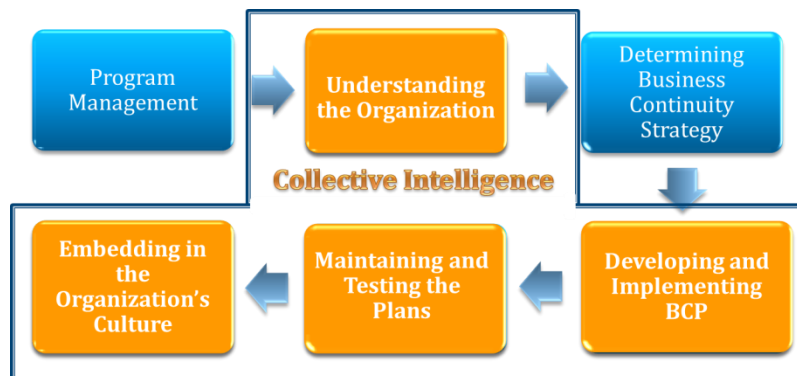 Program
Management
Understanding
the Organization
Determining
Business
Continuity
Strategy
Collective Intelligence
Embedding in
the
Organization's
Culture
Maintaining and
Testing the
Plans
Developing and
Implementing
BCP